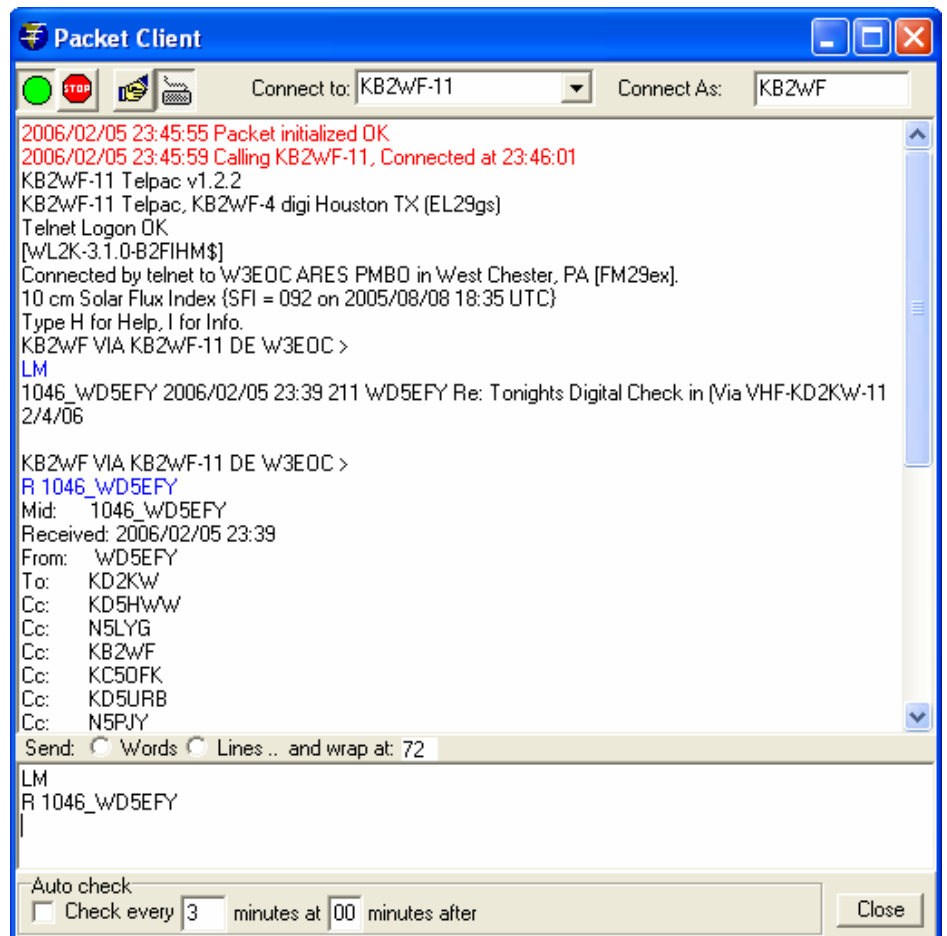 Packet Client
STOP
Connect to: KB2WF-11 Connect As: KB2WF
2006/02/05 23:45:55 Packet initialized OK
2006/02/05 23:45:59 Calling KB2WF-11, Connected at 23:46:01
KB2WF-11 Telpac v1.2.2
KB2WF-11 Telpac, KB2WF-4 digi Houston TX (EL29gs)
Telnet Logon OK
[WL2K-3.1.0-B2FIHM$]
Connected by telnet to W3EOC ARES PMBO in West Chester, PA [FM29ex].
10 cm Solar Flux Index {SFI = 092 on 2005/08/08 18:35 UTC}
Type H for Help, I for Info.
KB2WF VIA KB2WF-11 DE W3EOC >
LM
1046_WD5EFY 2006/02/05 23:39 211 WD5EFY Re: Tonights Digital Check in (Via VHF-KD2KW-11
2/4/06
KB2WF VIA KB2WF-11 DE W3EOC >
R 1046_WD5EFY
Mid: 1046_WD5EFY
Received: 2006/02/05 23:39
From: WD5EFY
To: KD2KW
Cc: KD5HWW
Cc: N5LYG
Cc: KB2WF
Cc: KC5OFK
Cc: KD5URB
Cc: N5PJY
Send: Words Lines .. and wrap at: 72
LM
R 1046_WD5EFY
Auto check
Check every 3 minutes at 00 minutes after
Close